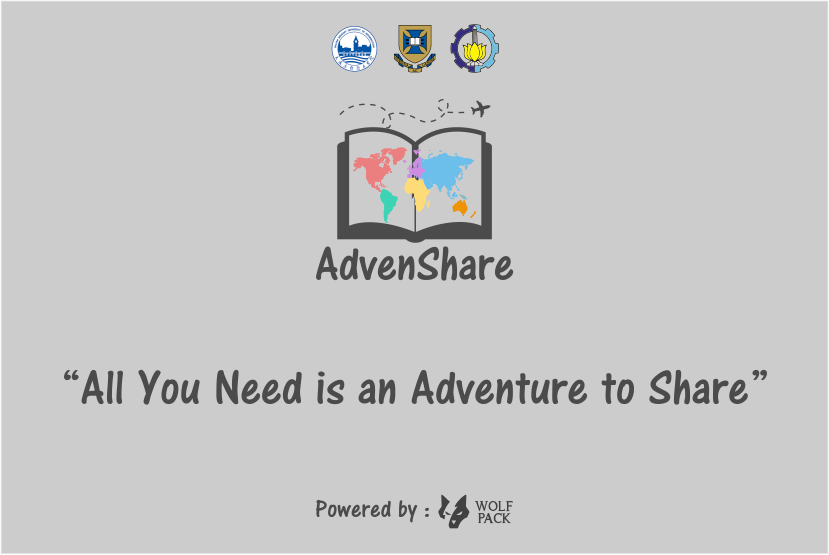 AdvenShare
“All You Need is an Adventure to Share”
Powered by :
WOLF
PACK